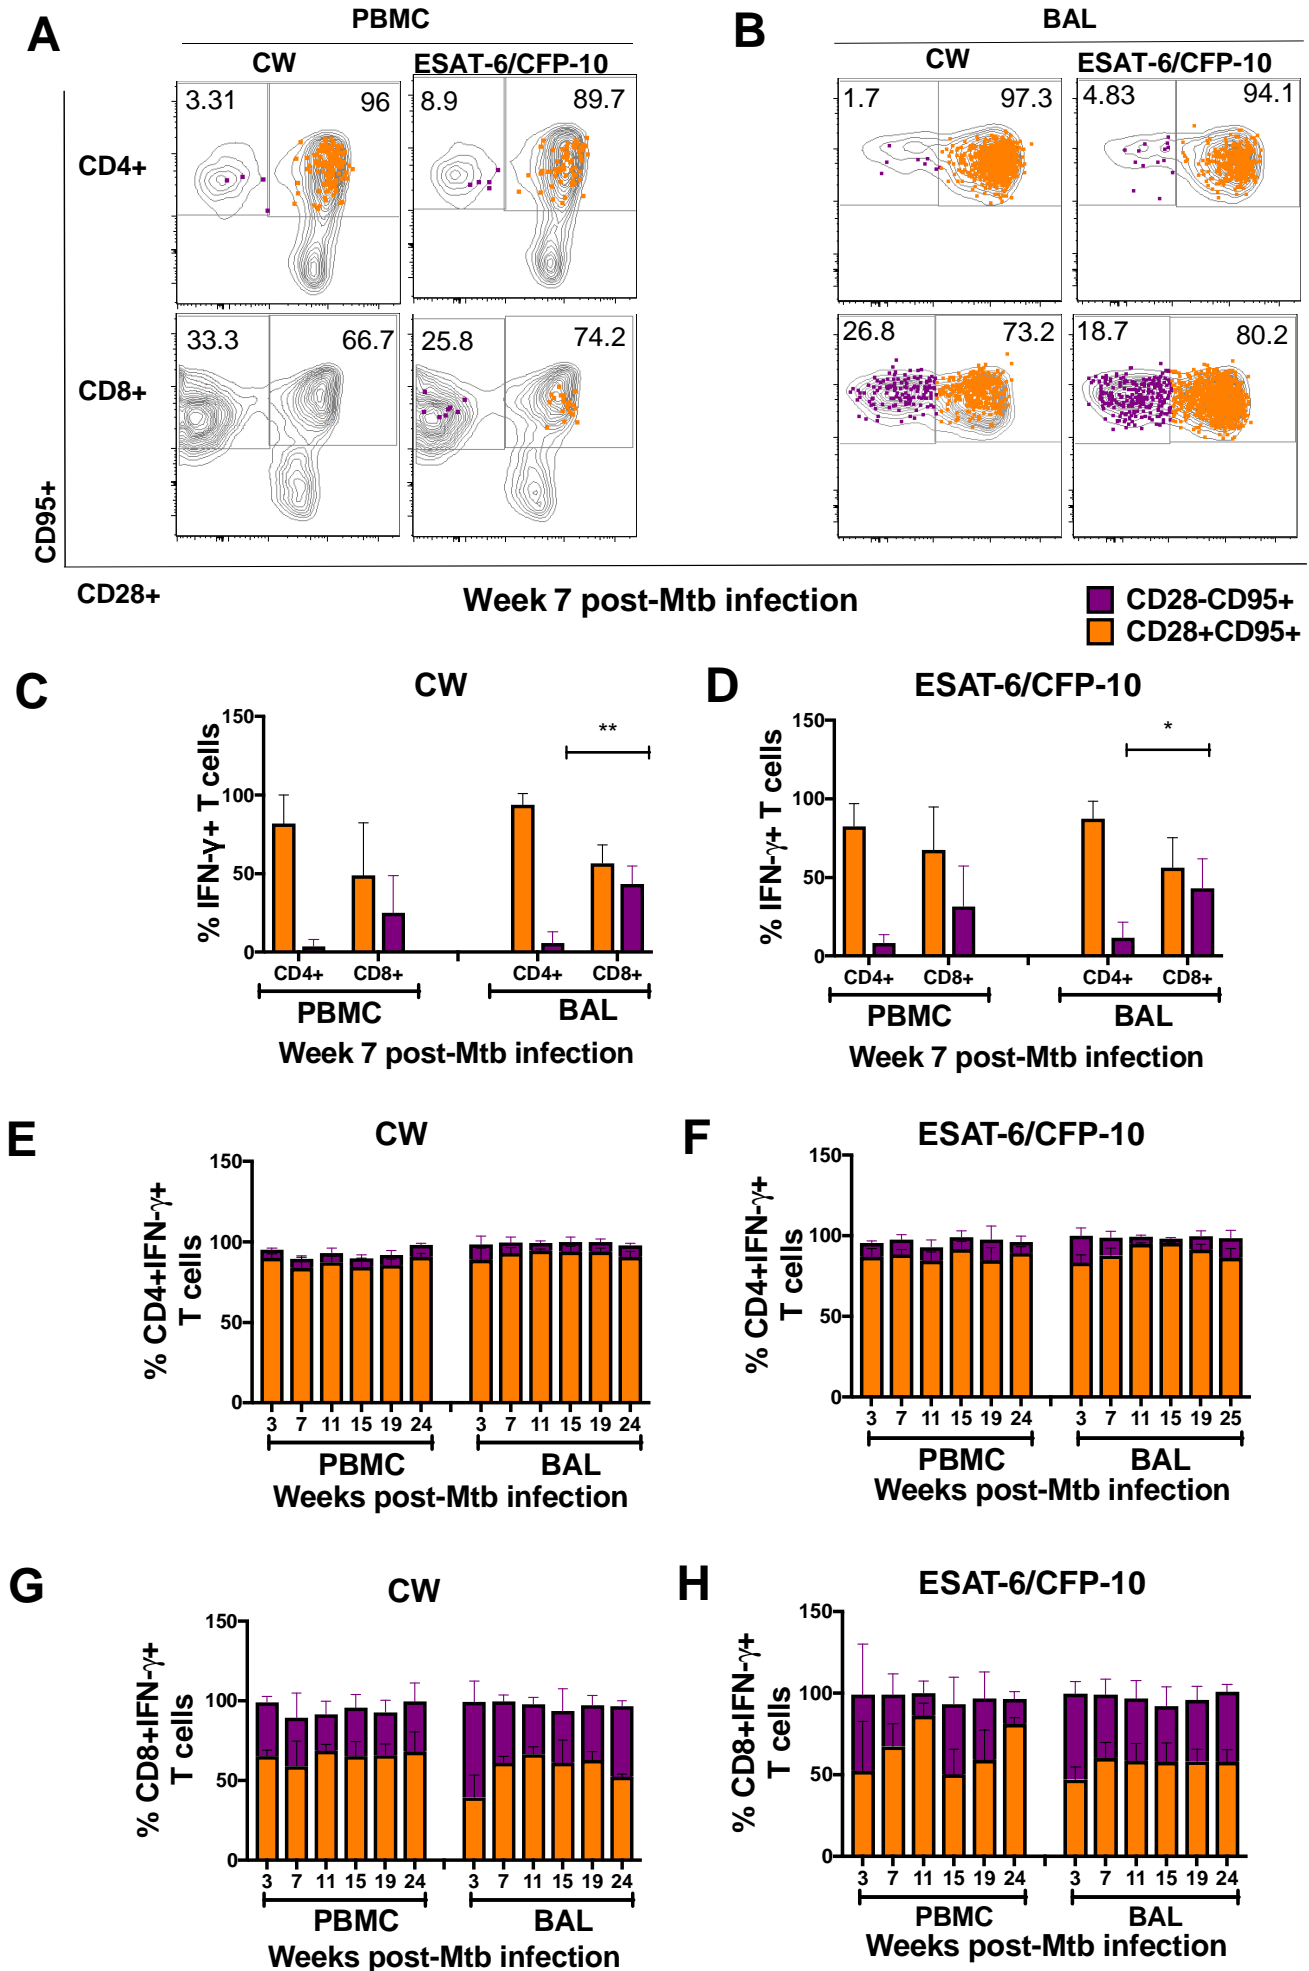 A
PBMC
B
BAL
CW
ESAT-6/CFP-10
CW
ESAT-6/CFP-10
CD4+
3.31
96
8.9
89.7
1.7
97.3
4.83
94.1
CD8+
33.3
66.7
25.8
74.2
26.8
73.2
18.7
80.2
CD95+
CD28+
Week 7 post-Mtb infection
CD28-CD95+
CD28+CD95+
C
CW
% IFN-γ+ T cells
150
100
50
0
**
CD4+ CD8+ CD4+ CD8+
PBMC BAL
Week 7 post-Mtb infection
D
ESAT-6/CFP-10
% IFN-γ+ T cells
150
100
50
0
*
CD4+ CD8+ CD4+ CD8+
PBMC BAL
Week 7 post-Mtb infection
E
CW
% CD4+IFN-γ+
T cells
150
100
50
0
3 7 11 15 19 24 3 7 11 15 19 24
PBMC BAL
Weeks post-Mtb infection
F
ESAT-6/CFP-10
% CD4+IFN-γ+
T cells
150
100
50
0
3 7 11 15 19 24 3 7 11 15 19 25
PBMC BAL
Weeks post-Mtb infection
G
CW
% CD8+IFN-γ+
T cells
150
100
50
0
3 7 11 15 19 24 3 7 11 15 19 24
PBMC BAL
Weeks post-Mtb infection
H
ESAT-6/CFP-10
% CD8+IFN-γ+
T cells
150
100
50
0
3 7 11 15 19 24 3 7 11 15 19 24
PBMC BAL
Weeks post-Mtb infection